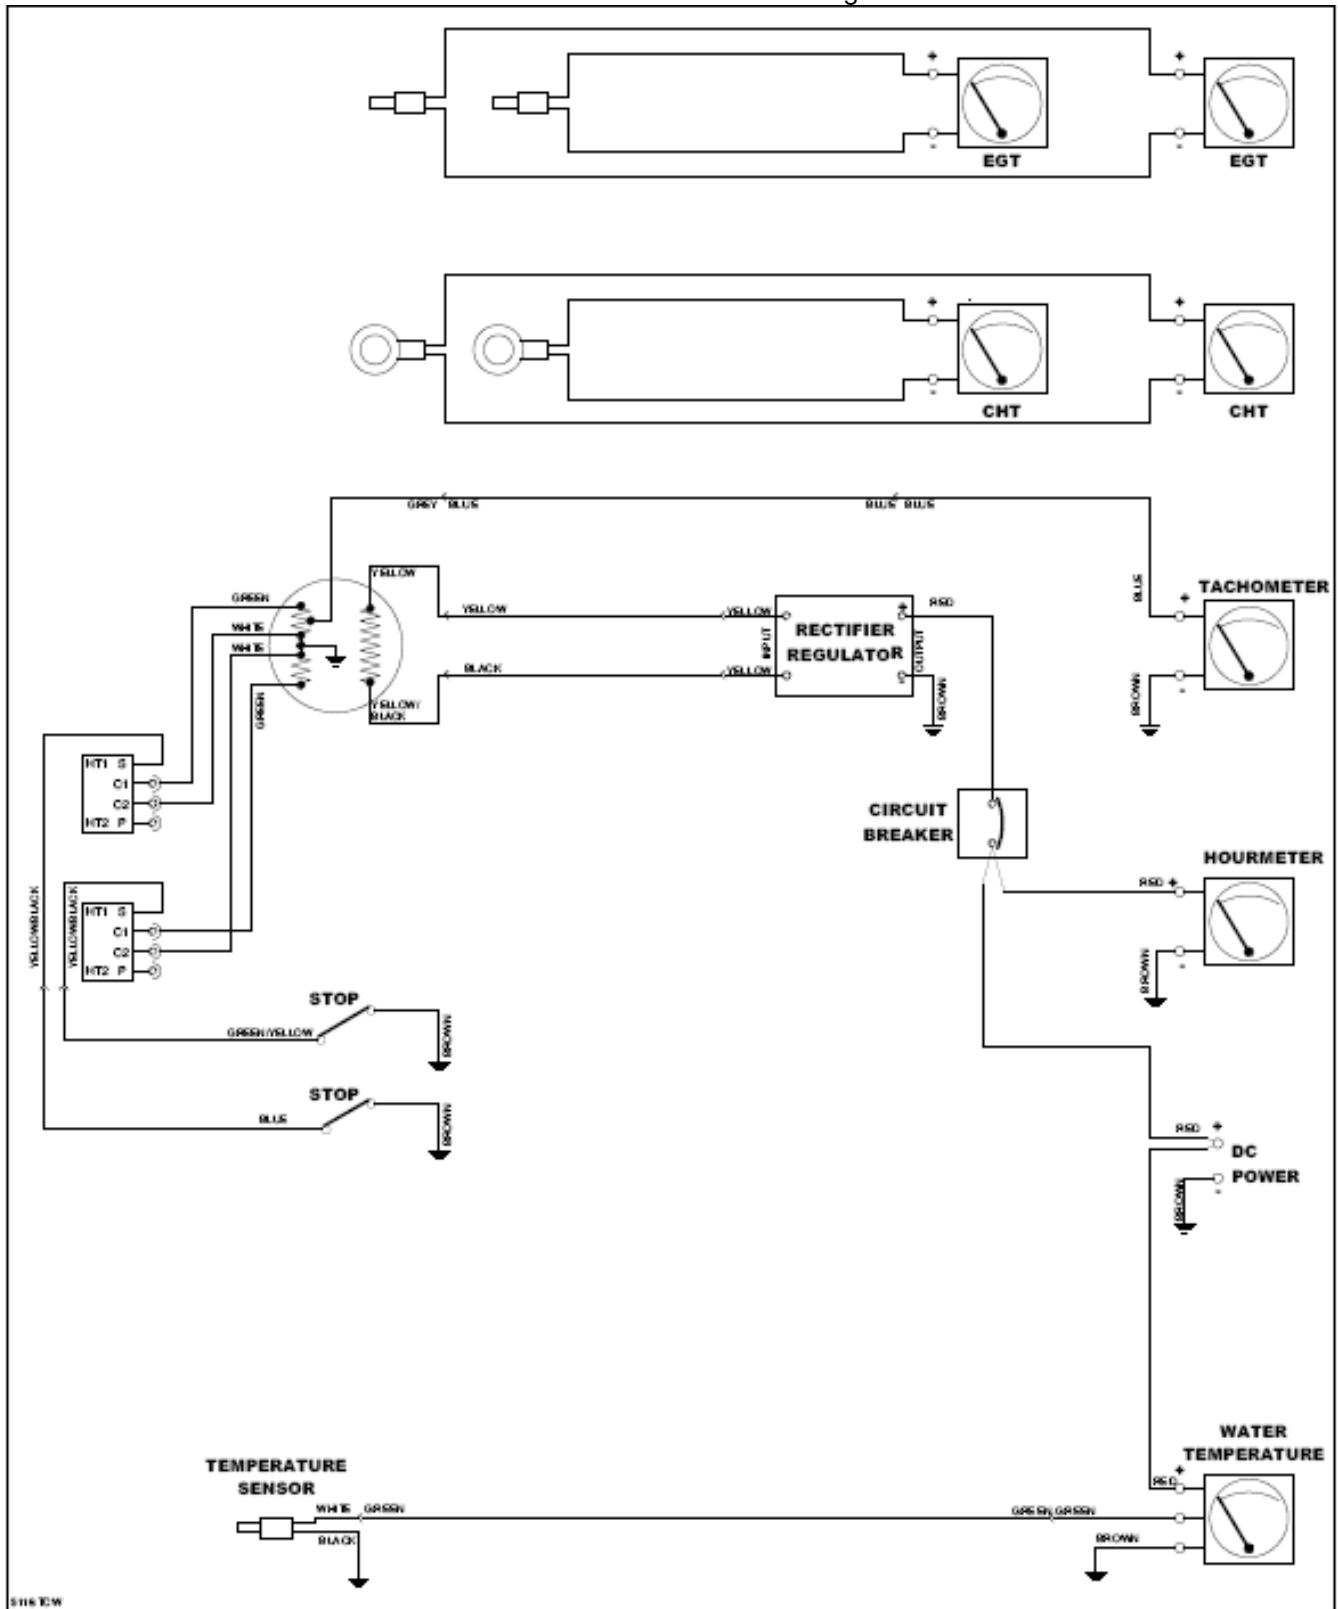 +
+
-
-
EGT
EGT
+
+
-
-
CHT
CHT
GREY BLUE
BLUE BLUE
YELLOW
GREEN
WHITE
WHITE
GREEN
YELLOW/
BLACK
YELLOW
BLACK
YELLOW
YELLOW
INPUT
RECTIFIER
REGULATOR
+
-
OUTPUT
RED
BROWN
BLUE
TACHOMETER
+
-
BROWN
HT1 S
C1
C2
HT2 P
CIRCUIT
BREAKER
HOURMETER
RED +
-
BROWN
YELLOW/BLACK
YELLOW/BLACK
HT1 S
C1
C2
HT2 P
STOP
GREEN/YELLOW
BROWN
STOP
BLUE
BROWN
RED +
DC
POWER
-
BROWN
WATER
TEMPERATURE
+
RED
TEMPERATURE
SENSOR
WHITE GREEN
BLACK
GREEN GREEN
BROWN